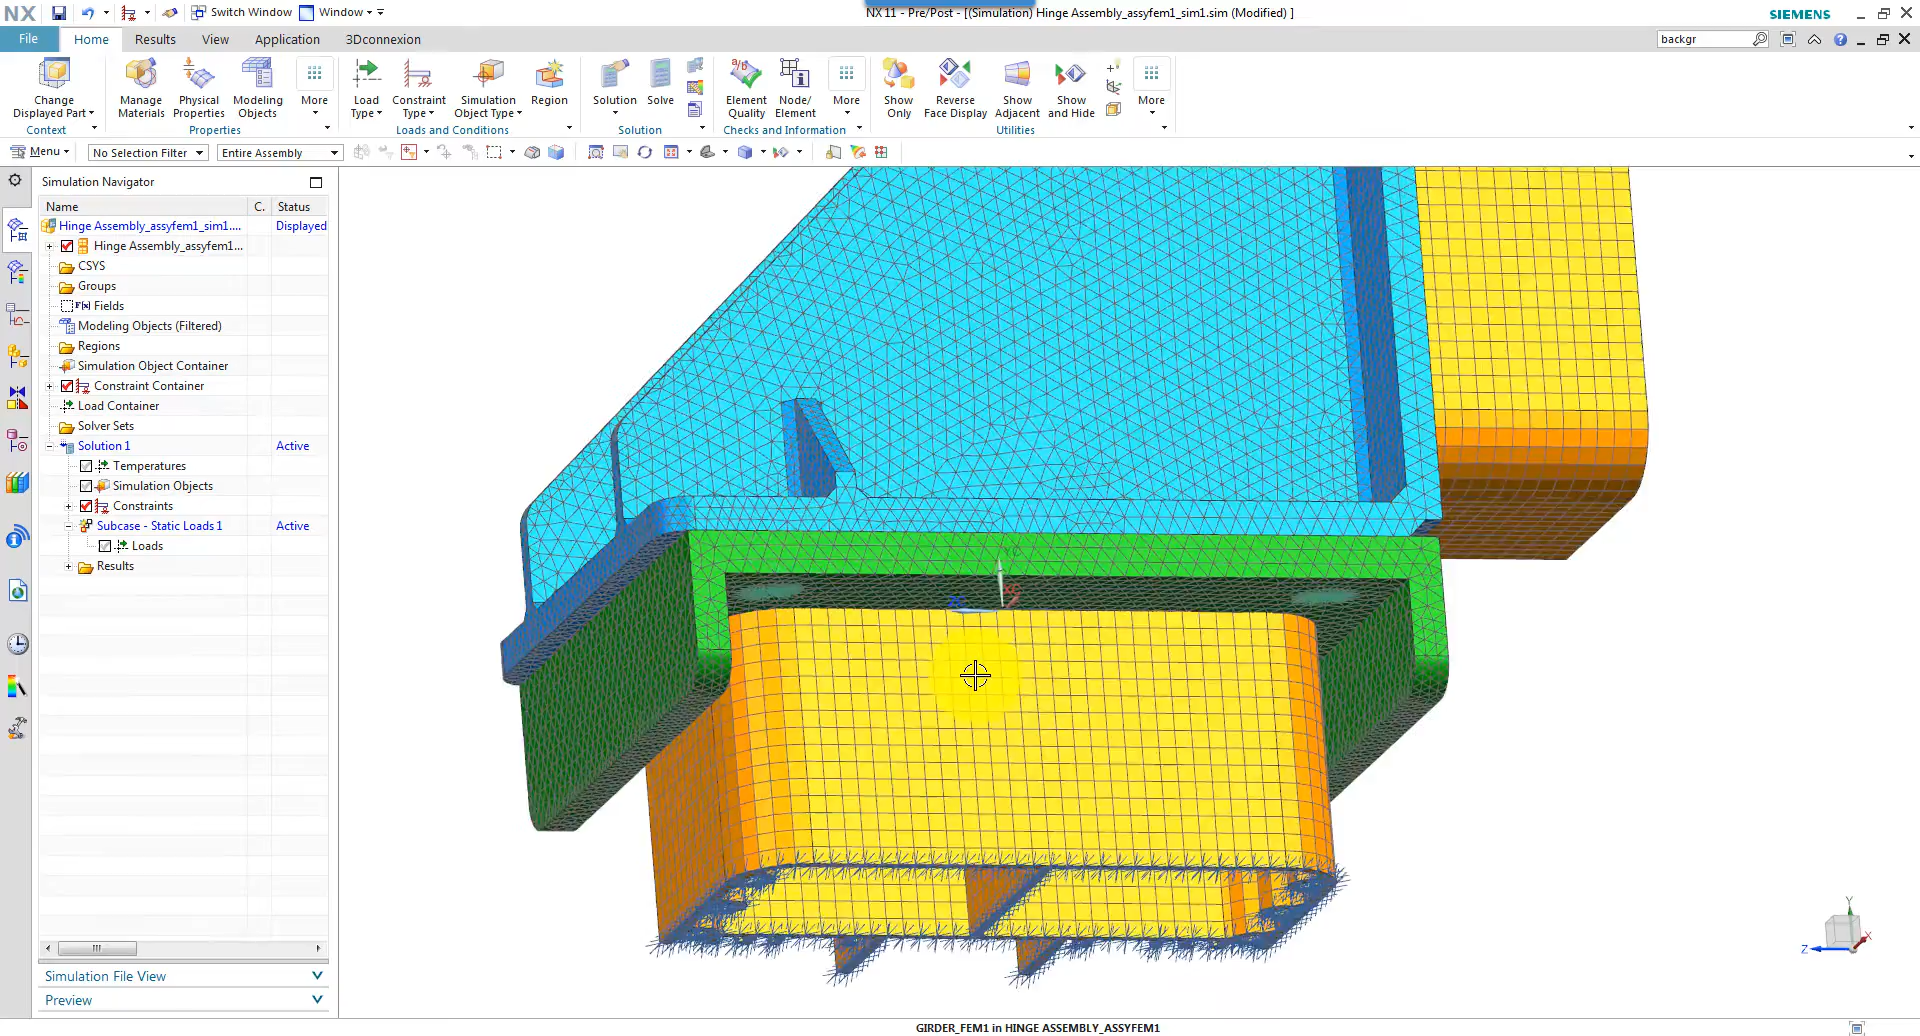 NX
Switch Window
Window
NX 11 - Pre/Post - [(Simulation) Hinge Assembly_assyfem1_sim1.sim (Modified) ]
SIEMENS
File
Home
Results
View
Application
3Dconnexion
backgr
Change Displayed Part
Manage Materials
Physical Properties
Modeling Objects
More
Load Type
Constraint Type
Simulation Object Type
Region
Solution
Solve
Element Quality
Node/ Element
More
Show Only
Reverse Face Display
Show Adjacent
Show and Hide
More
Context
Properties
Loads and Conditions
Solution
Checks and Information
Utilities
Menu
No Selection Filter
Entire Assembly
Simulation Navigator
Name
C.
Status
Hinge Assembly_assyfem1_sim1....
Displayed
Hinge Assembly_assyfem1...
CSYS
Groups
F(x) Fields
Modeling Objects (Filtered)
Regions
Simulation Object Container
Constraint Container
Load Container
Solver Sets
Solution 1
Active
Temperatures
Simulation Objects
Constraints
Subcase - Static Loads 1
Active
Loads
Results
Simulation File View
Preview
YC
XC
ZC
Y
X
Z
GIRDER_FEM1 in HINGE ASSEMBLY_ASSYFEM1